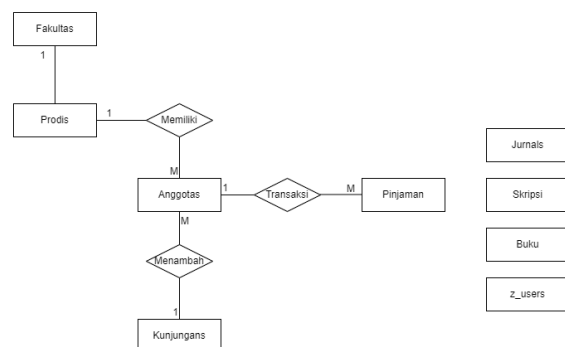 Fakultas
1
Prodis
1
Memiliki
M
Anggotas
1
Transaksi
M
Pinjaman
M
Menambah
1
Kunjungans
Jurnals
Skripsi
Buku
z_users